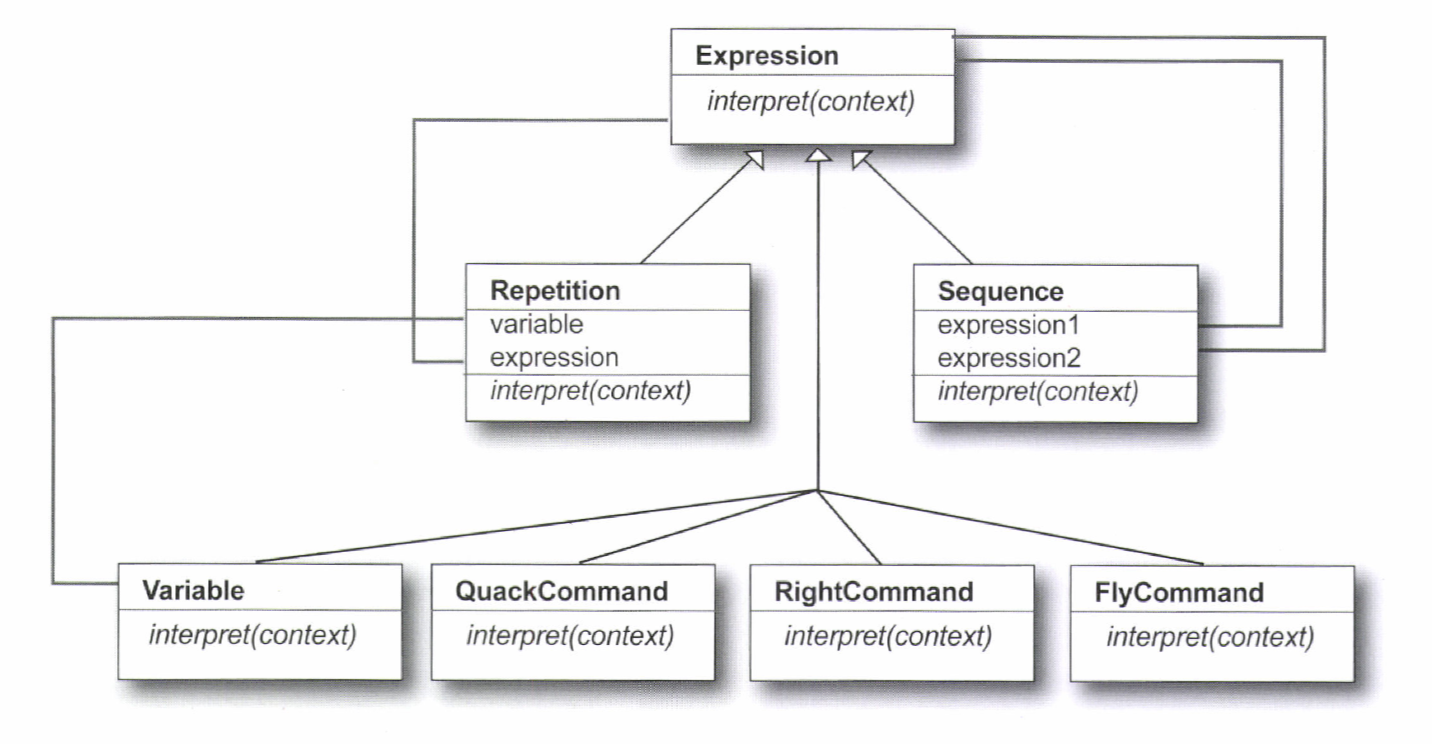 Expression
interpret(context)
Repetition
variable
expression
interpret(context)
Sequence
expression1
expression2
interpret(context)
Variable
interpret(context)
QuackCommand
interpret(context)
RightCommand
interpret(context)
FlyCommand
interpret(context)